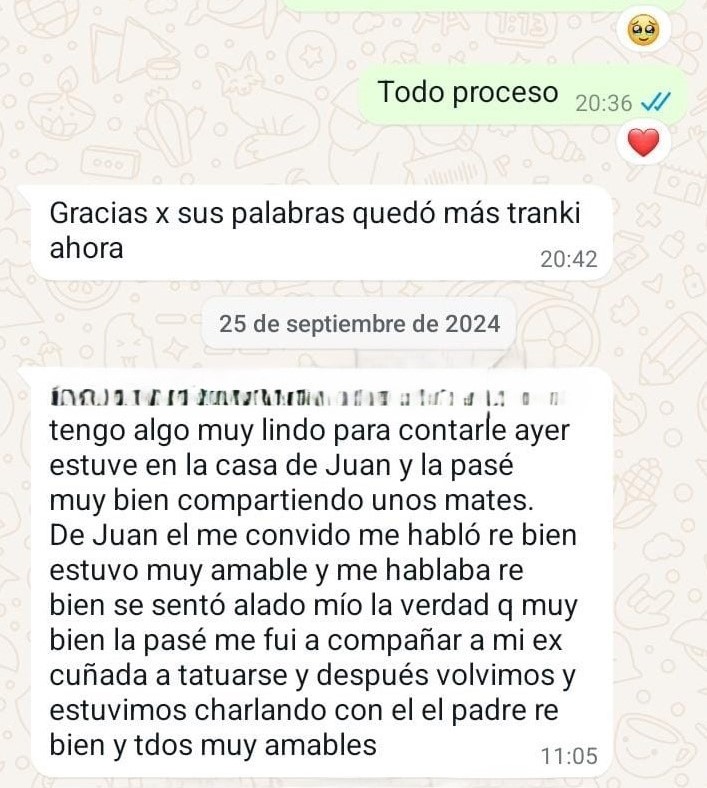 Todo proceso 20:36
Gracias x sus palabras quedó más tranki
ahora
20:42
25 de septiembre de 2024
tengo algo muy lindo para contarle ayer
estuve en la casa de Juan y la pasé
muy bien compartiendo unos mates.
De Juan el me convido me habló re bien
estuvo muy amable y me hablaba re
bien se sentó alado mío la verdad q muy
bien la pasé me fui a compañar a mi ex
cuñada a tatuarse y después volvimos y
estuvimos charlando con el el padre re
bien y tdos muy amables
11:05